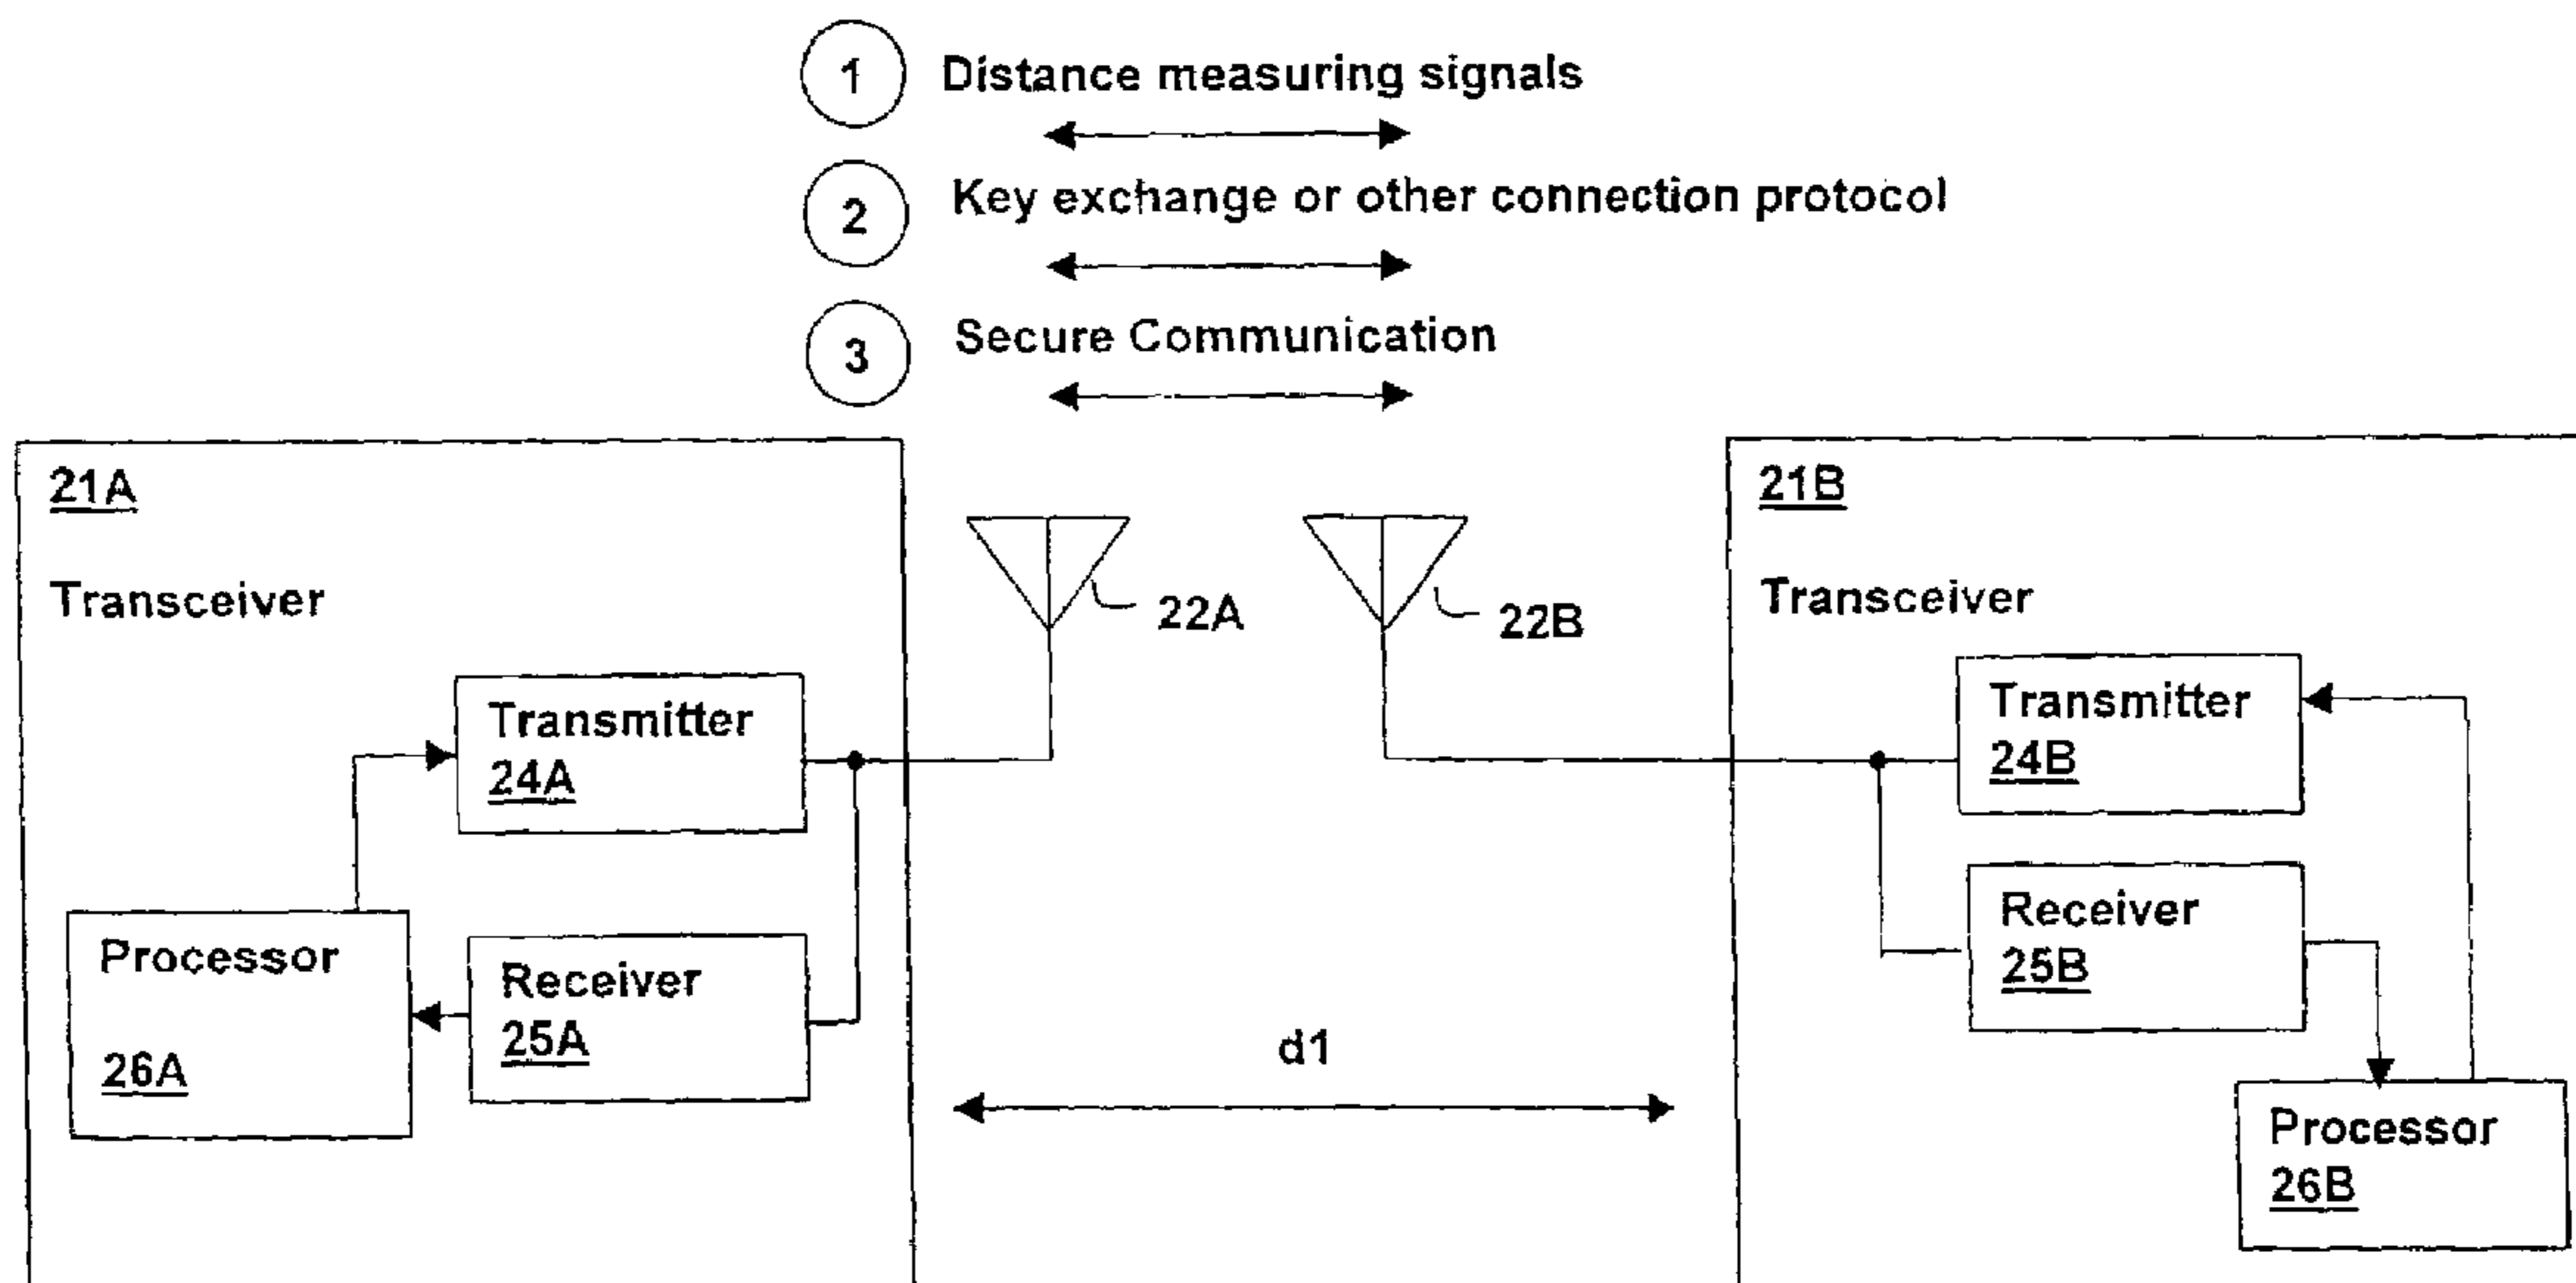 1 Distance measuring signals
2 Key exchange or other connection protocol
3 Secure Communication
21A
Transceiver
22A
22B
21B
Transceiver
Transmitter
24A
Transmitter
24B
Processor
26A
Receiver
25A
Receiver
25B
d1
Processor
26B